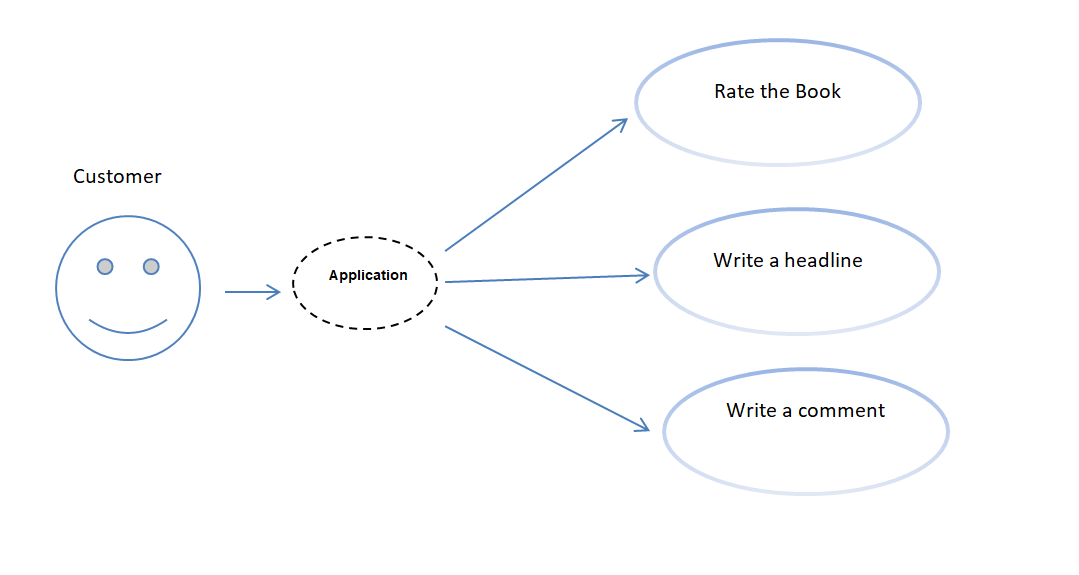 Customer
Application
Rate the Book
Write a headline
Write a comment